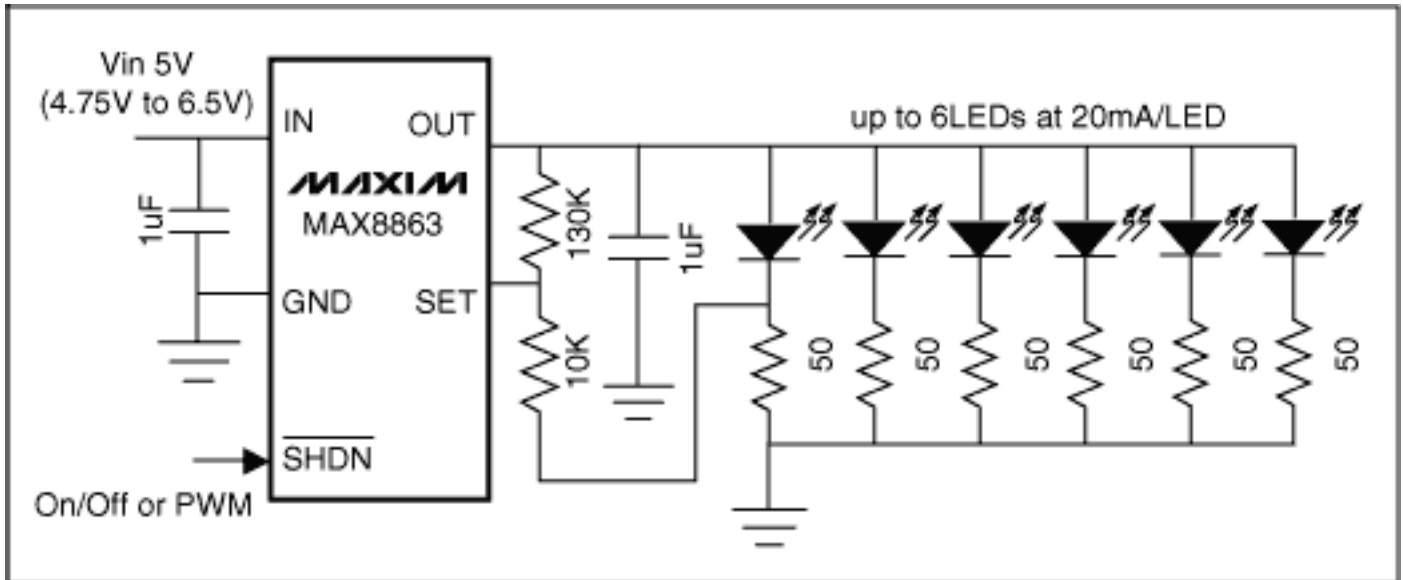 Vin 5V
(4.75V to 6.5V)
IN
OUT
up to 6LEDs at 20mA/LED
MAXIM
MAX8863
1uF
130K
1uF
GND
SET
10K
50
50
50
50
50
50
SHDN
On/Off or PWM